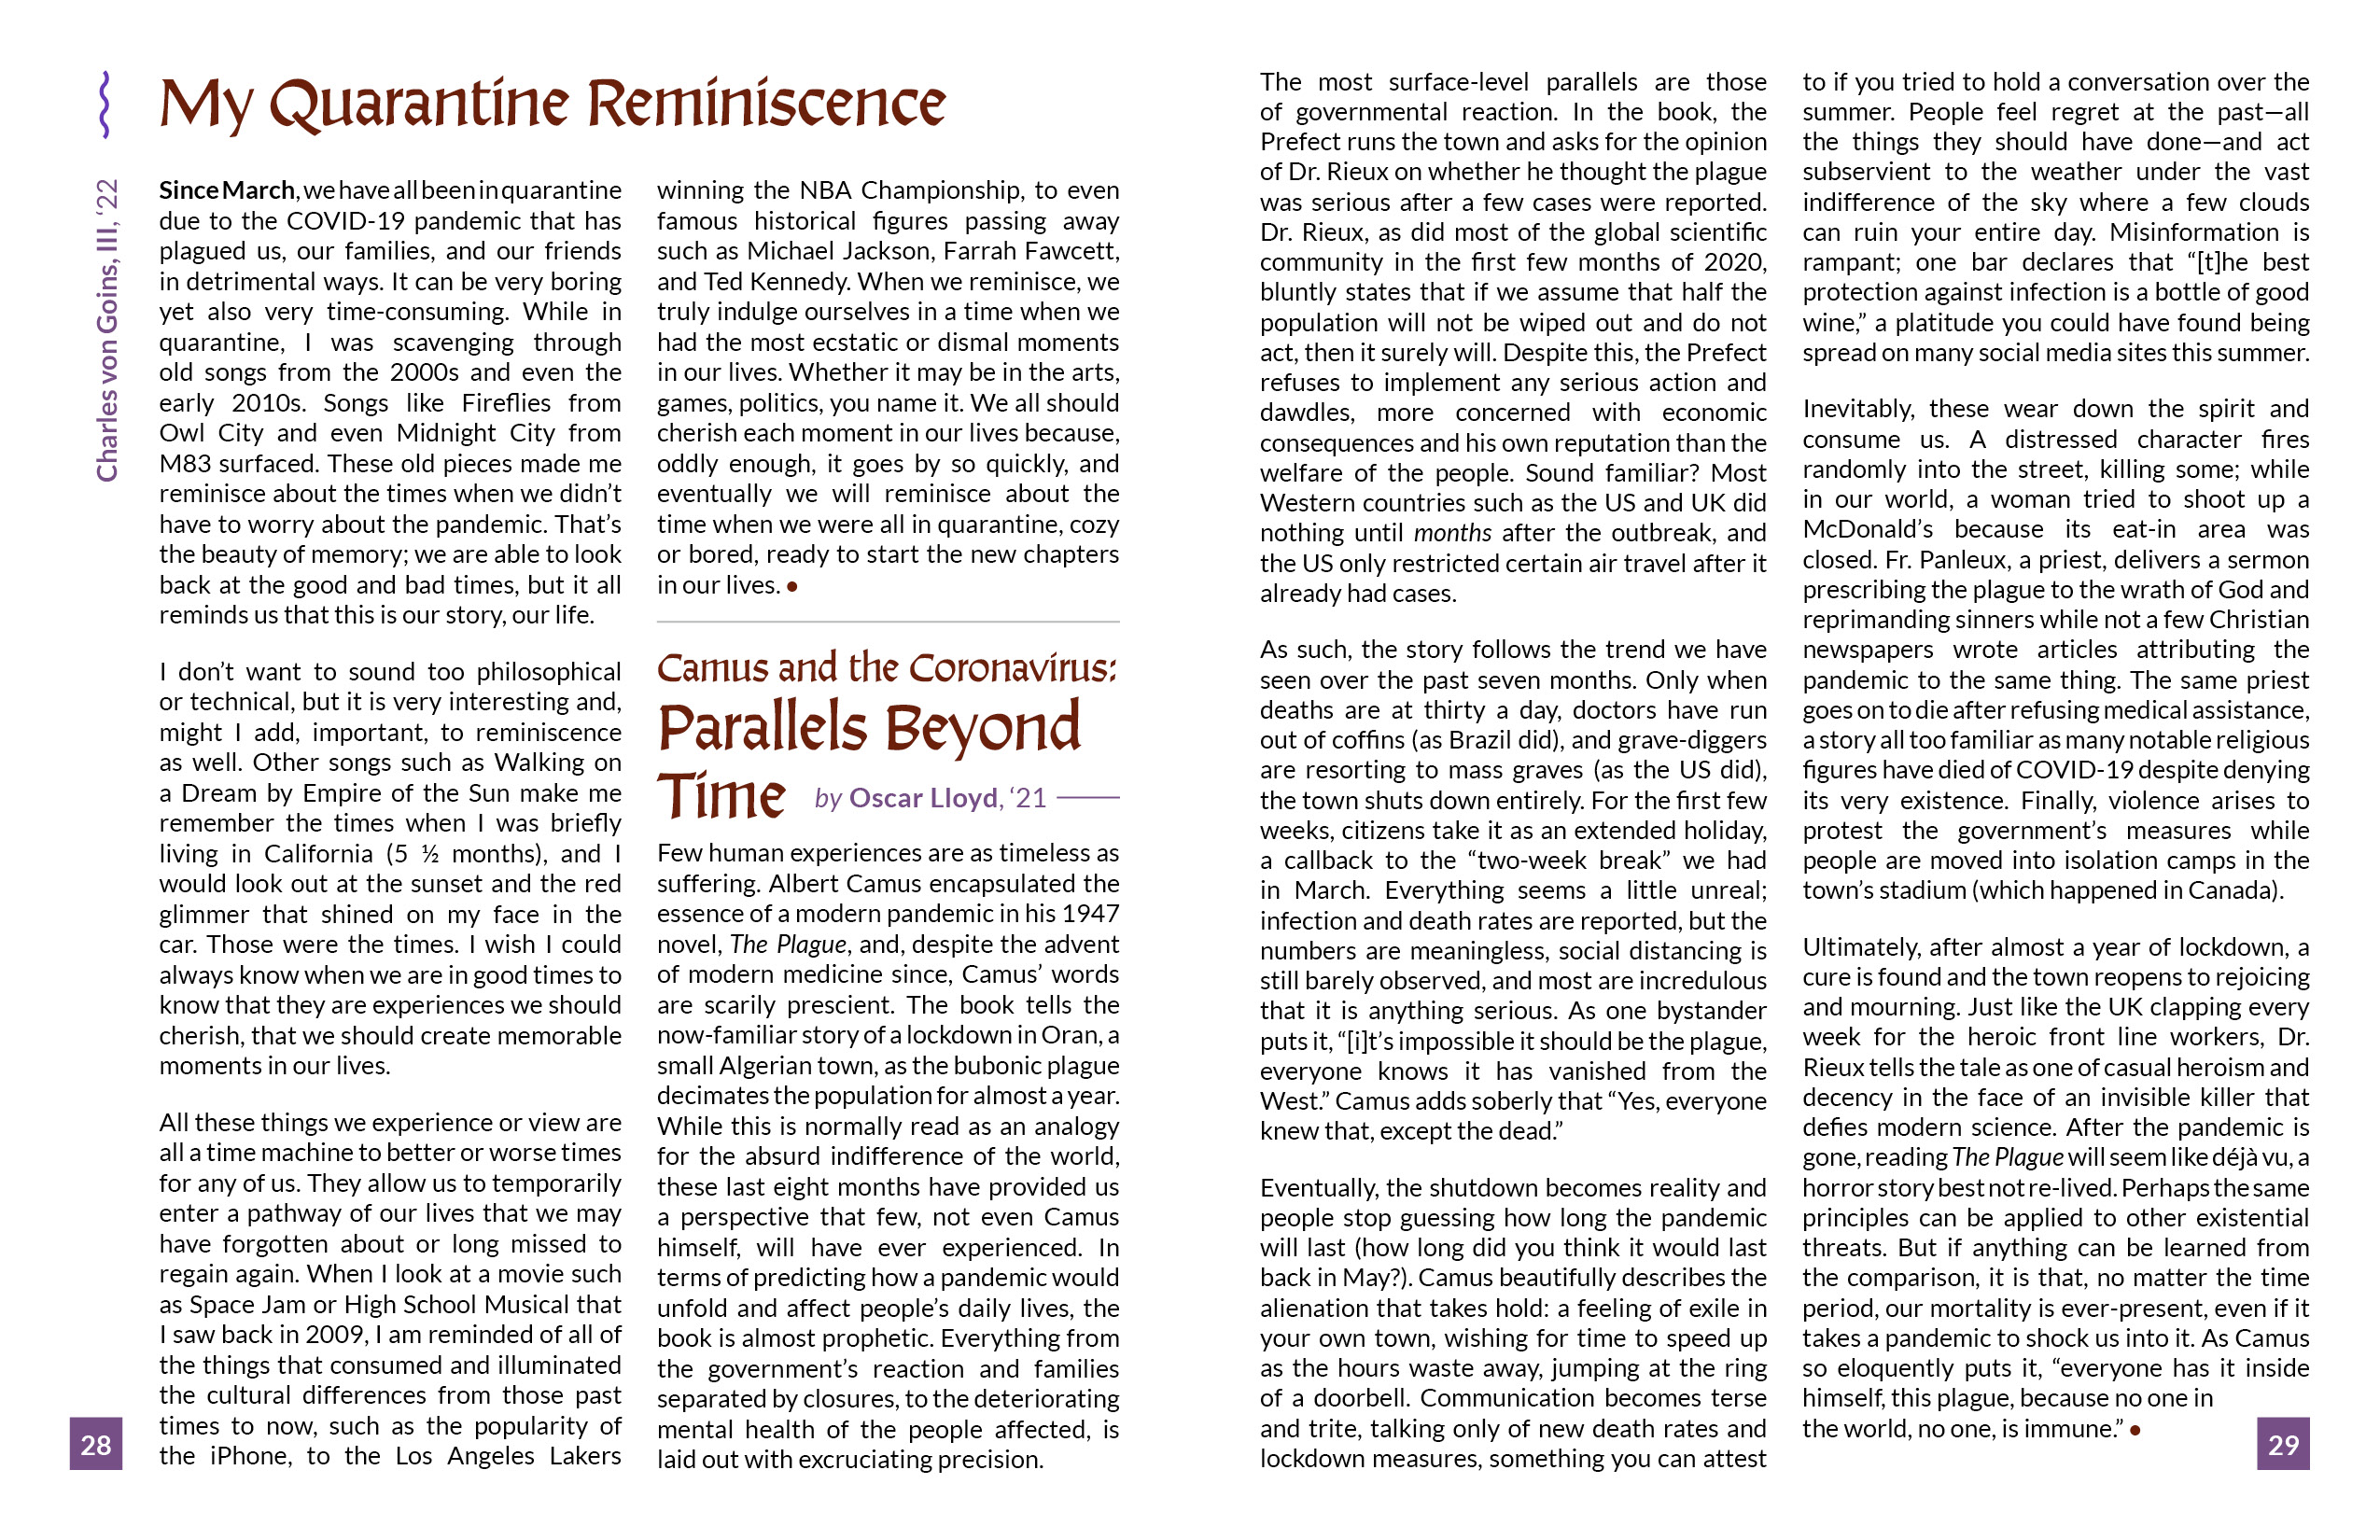 My Quarantine Reminiscence
Charles von Goins, III, ‘22
Since March, we have all been in quarantine
due to the COVID-19 pandemic that has
plagued us, our families, and our friends
in detrimental ways. It can be very boring
yet also very time-consuming. While in
quarantine, I was scavenging through
old songs from the 2000s and even the
early 2010s. Songs like Fireflies from
Owl City and even Midnight City from
M83 surfaced. These old pieces made me
reminisce about the times when we didn’t
have to worry about the pandemic. That’s
the beauty of memory; we are able to look
back at the good and bad times, but it all
reminds us that this is our story, our life.
I don’t want to sound too philosophical
or technical, but it is very interesting and,
might I add, important, to reminiscence
as well. Other songs such as Walking on
a Dream by Empire of the Sun make me
remember the times when I was briefly
living in California (5 ½ months), and I
would look out at the sunset and the red
glimmer that shined on my face in the
car. Those were the times. I wish I could
always know when we are in good times to
know that they are experiences we should
cherish, that we should create memorable
moments in our lives.
All these things we experience or view are
all a time machine to better or worse times
for any of us. They allow us to temporarily
enter a pathway of our lives that we may
have forgotten about or long missed to
regain again. When I look at a movie such
as Space Jam or High School Musical that
I saw back in 2009, I am reminded of all of
the things that consumed and illuminated
the cultural differences from those past
times to now, such as the popularity of
the iPhone, to the Los Angeles Lakers
winning the NBA Championship, to even
famous historical figures passing away
such as Michael Jackson, Farrah Fawcett,
and Ted Kennedy. When we reminisce, we
truly indulge ourselves in a time when we
had the most ecstatic or dismal moments
in our lives. Whether it may be in the arts,
games, politics, you name it. We all should
cherish each moment in our lives because,
oddly enough, it goes by so quickly, and
eventually we will reminisce about the
time when we were all in quarantine, cozy
or bored, ready to start the new chapters
in our lives. •
Camus and the Coronavirus:
Parallels Beyond
Time by Oscar Lloyd, ‘21
Few human experiences are as timeless as
suffering. Albert Camus encapsulated the
essence of a modern pandemic in his 1947
novel, The Plague, and, despite the advent
of modern medicine since, Camus’ words
are scarily prescient. The book tells the
now-familiar story of a lockdown in Oran, a
small Algerian town, as the bubonic plague
decimates the population for almost a year.
While this is normally read as an analogy
for the absurd indifference of the world,
these last eight months have provided us
a perspective that few, not even Camus
himself, will have ever experienced. In
terms of predicting how a pandemic would
unfold and affect people’s daily lives, the
book is almost prophetic. Everything from
the government’s reaction and families
separated by closures, to the deteriorating
mental health of the people affected, is
laid out with excruciating precision.
28
The most surface-level parallels are those
of governmental reaction. In the book, the
Prefect runs the town and asks for the opinion
of Dr. Rieux on whether he thought the plague
was serious after a few cases were reported.
Dr. Rieux, as did most of the global scientific
community in the first few months of 2020,
bluntly states that if we assume that half the
population will not be wiped out and do not
act, then it surely will. Despite this, the Prefect
refuses to implement any serious action and
dawdles, more concerned with economic
consequences and his own reputation than the
welfare of the people. Sound familiar? Most
Western countries such as the US and UK did
nothing until months after the outbreak, and
the US only restricted certain air travel after it
already had cases.
As such, the story follows the trend we have
seen over the past seven months. Only when
deaths are at thirty a day, doctors have run
out of coffins (as Brazil did), and grave-diggers
are resorting to mass graves (as the US did),
the town shuts down entirely. For the first few
weeks, citizens take it as an extended holiday,
a callback to the “two-week break” we had
in March. Everything seems a little unreal;
infection and death rates are reported, but the
numbers are meaningless, social distancing is
still barely observed, and most are incredulous
that it is anything serious. As one bystander
puts it, “[i]t’s impossible it should be the plague,
everyone knows it has vanished from the
West.” Camus adds soberly that “Yes, everyone
knew that, except the dead.”
Eventually, the shutdown becomes reality and
people stop guessing how long the pandemic
will last (how long did you think it would last
back in May?). Camus beautifully describes the
alienation that takes hold: a feeling of exile in
your own town, wishing for time to speed up
as the hours waste away, jumping at the ring
of a doorbell. Communication becomes terse
and trite, talking only of new death rates and
lockdown measures, something you can attest
to if you tried to hold a conversation over the
summer. People feel regret at the past—all
the things they should have done—and act
subservient to the weather under the vast
indifference of the sky where a few clouds
can ruin your entire day. Misinformation is
rampant; one bar declares that “[t]he best
protection against infection is a bottle of good
wine,” a platitude you could have found being
spread on many social media sites this summer.
Inevitably, these wear down the spirit and
consume us. A distressed character fires
randomly into the street, killing some; while
in our world, a woman tried to shoot up a
McDonald’s because its eat-in area was
closed. Fr. Panleux, a priest, delivers a sermon
prescribing the plague to the wrath of God and
reprimanding sinners while not a few Christian
newspapers wrote articles attributing the
pandemic to the same thing. The same priest
goes on to die after refusing medical assistance,
a story all too familiar as many notable religious
figures have died of COVID-19 despite denying
its very existence. Finally, violence arises to
protest the government’s measures while
people are moved into isolation camps in the
town’s stadium (which happened in Canada).
Ultimately, after almost a year of lockdown, a
cure is found and the town reopens to rejoicing
and mourning. Just like the UK clapping every
week for the heroic front line workers, Dr.
Rieux tells the tale as one of casual heroism and
decency in the face of an invisible killer that
defies modern science. After the pandemic is
gone, reading The Plague will seem like déjà vu, a
horror story best not re-lived. Perhaps the same
principles can be applied to other existential
threats. But if anything can be learned from
the comparison, it is that, no matter the time
period, our mortality is ever-present, even if it
takes a pandemic to shock us into it. As Camus
so eloquently puts it, “everyone has it inside
himself, this plague, because no one in
the world, no one, is immune.” •
29